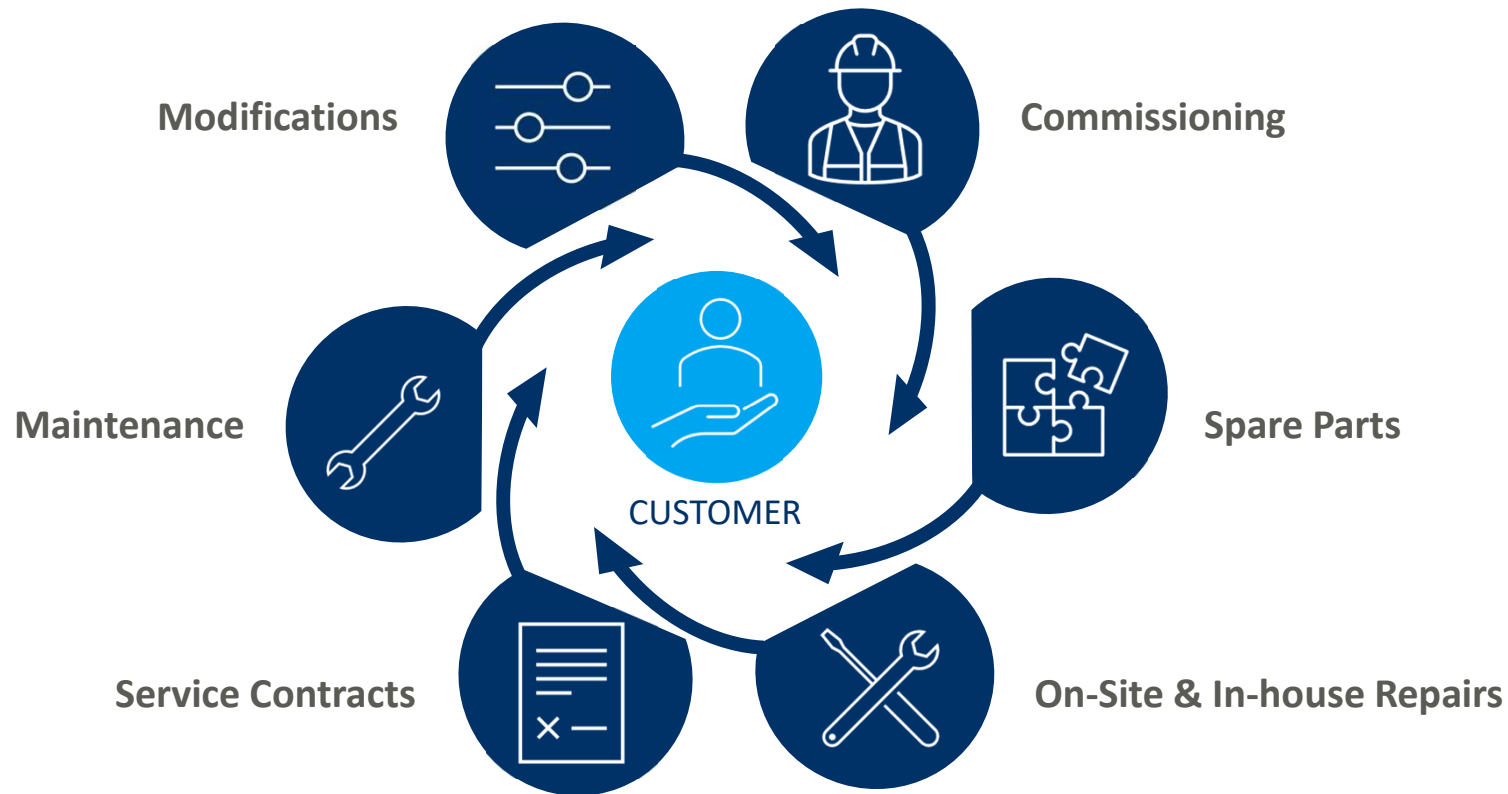 Modifications
Commissioning
Maintenance
Spare Parts
CUSTOMER
Service Contracts
On-Site & In-house Repairs